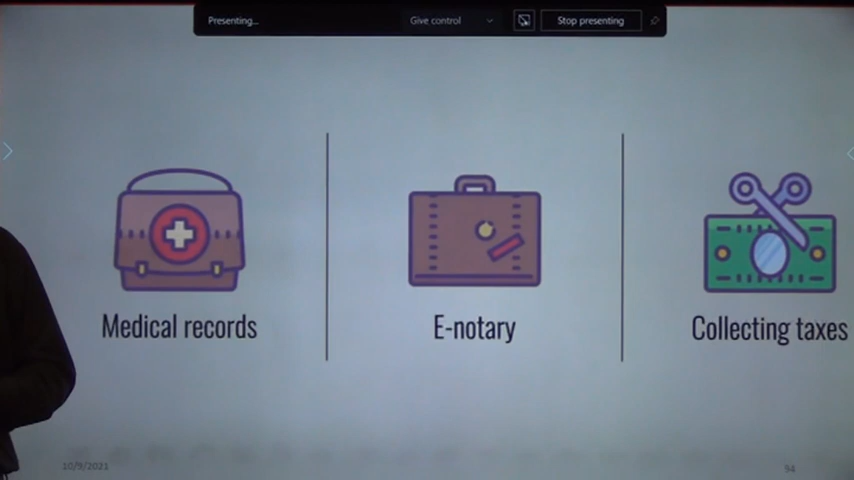 Presenting...
Give control
Stop presenting
Medical records
E-notary
Collecting taxes
10/9/2021
94